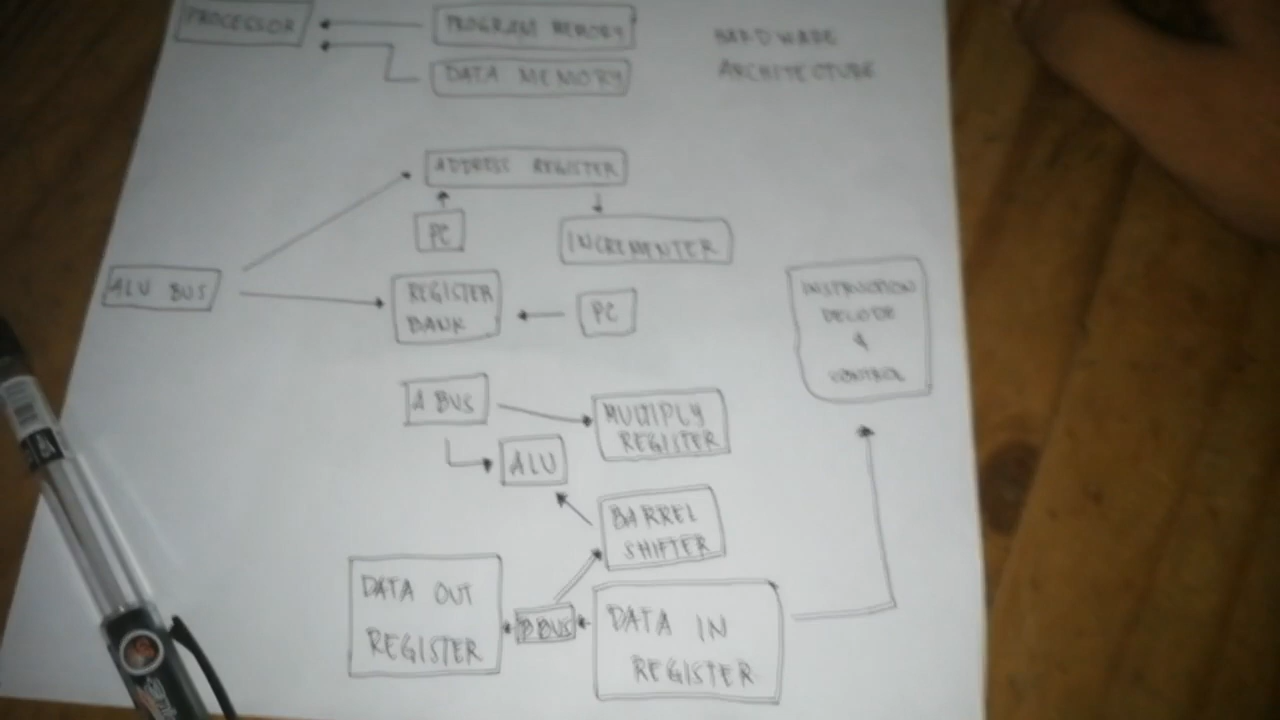 PROCESSOR
PROGRAM MEMORY
DATA MEMORY
HARDWARE
ARCHITECTURE
ADDRESS REGISTER
PC
INCREMENTER
ALU BUS
REGISTER
BANK
PC
INSTRUCTION
DECODE
&
CONTROL
A BUS
MULTIPLY
REGISTER
ALU
BARREL
SHIFTER
DATA OUT
REGISTER
B BUS
DATA IN
REGISTER